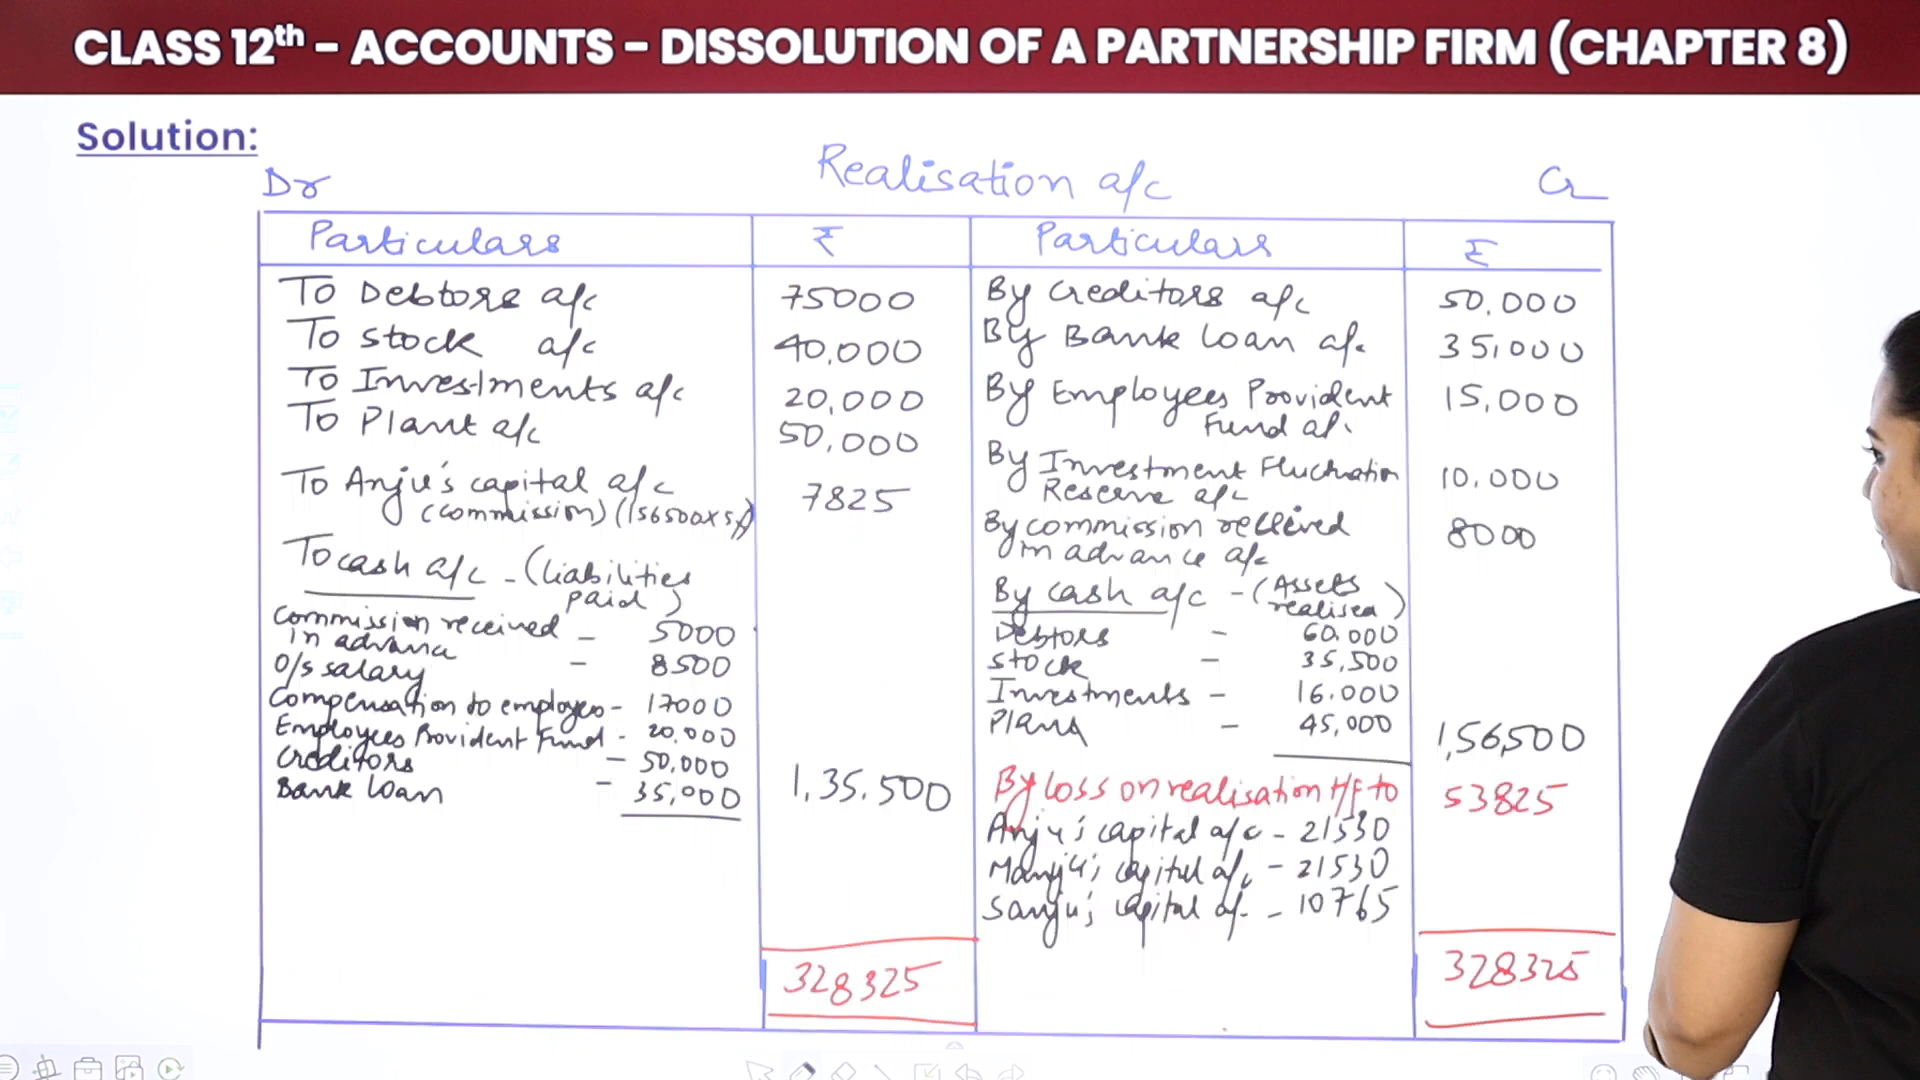 CLASS 12th – ACCOUNTS – DISSOLUTION OF A PARTNERSHIP FIRM (CHAPTER 8)
Solution:
Dr Realisation a/c Cr
Particulars ₹ Particulars ₹
To Debtors a/c 75000
To stock a/c 40,000
To Investments a/c 20,000
To Plant a/c 50,000
To Anju's capital a/c 7825
(commission) (156500x5%)
To cash a/c - (liabilities
paid)
Commission received - 5000
in advance
O/s salary - 8500
Compensation to employees - 17000
Employees Provident Fund - 20,000
Creditors - 50,000
Bank loan - 35,000 1,35,500
328325
By Creditors a/c 50,000
By Bank loan a/c 35,000
By Employees Provident 15,000
Fund a/c
By Investment Fluctuation 10,000
Reserve a/c
By commission received 8000
in advance a/c
By cash a/c - (Assets
realised)
Debtors - 60,000
stock - 35,500
Investments - 16,000
Plant - 45,000 1,56,500
By loss on realisation t/f to 53825
Anju's capital a/c - 21530
Manju's capital a/c - 21530
Sanju's capital a/c - 10765
328325